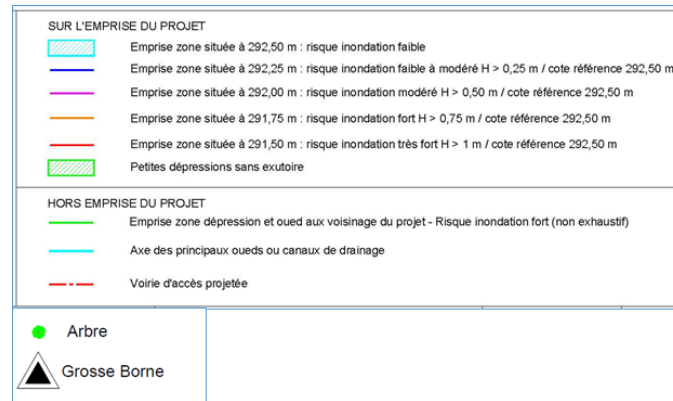 SUR L'EMPRISE DU PROJET
Emprise zone située à 292,50 m : risque inondation faible
Emprise zone située à 292,25 m : risque inondation faible à modéré H > 0,25 m / cote référence 292,50 m
Emprise zone située à 292,00 m : risque inondation modéré H > 0,50 m / cote référence 292,50 m
Emprise zone située à 291,75 m : risque inondation fort H > 0,75 m / cote référence 292,50 m
Emprise zone située à 291,50 m : risque inondation très fort H > 1 m / cote référence 292,50 m
Petites dépressions sans exutoire
HORS EMPRISE DU PROJET
Emprise zone dépression et oued aux voisinage du projet - Risque inondation fort (non exhaustif)
Axe des principaux oueds ou canaux de drainage
Voirie d'accès projetée
Arbre
Grosse Borne